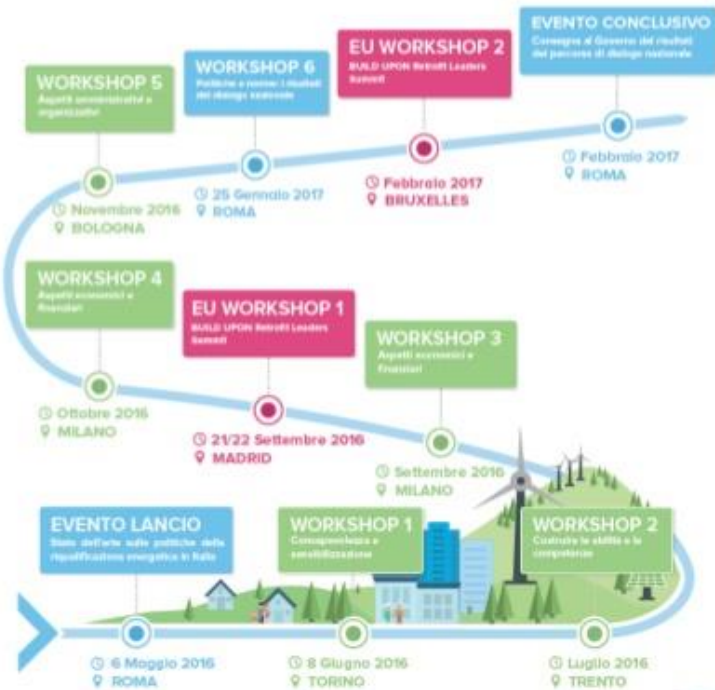 EVENTO CONCLUSIVO
Consegna al Governo dei risultati
del percorso di dialogo nazionale
EU WORKSHOP 2
BUILD UPON Retrofit Leaders
Summit
WORKSHOP 6
Politiche e norme: i risultati
del dialogo nazionale
WORKSHOP 5
Aspetti amministrativi e
organizzativi
Novembre 2016
BOLOGNA
25 Gennaio 2017
ROMA
Febbraio 2017
BRUXELLES
Febbraio 2017
ROMA
WORKSHOP 4
Aspetti economici e
finanziari
EU WORKSHOP 1
BUILD UPON Retrofit Leaders
Summit
WORKSHOP 3
Aspetti economici e
finanziari
Ottobre 2016
MILANO
21/22 Settembre 2016
MADRID
Settembre 2016
MILANO
EVENTO LANCIO
Stato dell'arte sulle politiche della
riqualificazione energetica in Italia
WORKSHOP 1
Consapevolezza e
sensibilizzazione
WORKSHOP 2
Costruire le abilità e le
competenze
6 Maggio 2016
ROMA
8 Giugno 2016
TORINO
Luglio 2016
TRENTO